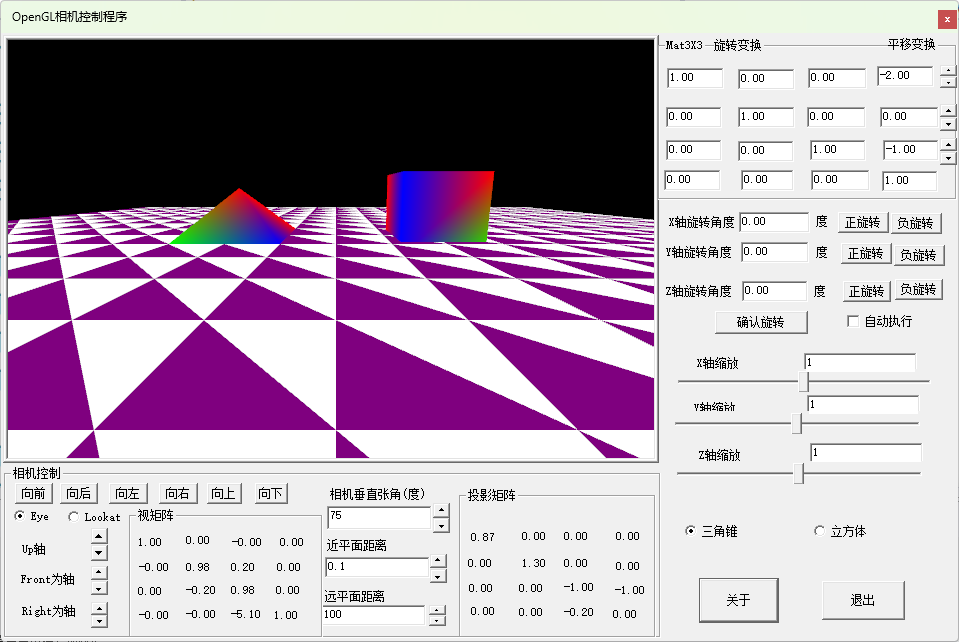 OpenGL相机控制程序
x
Mat3X3 旋转变换 平移变换
1.00 0.00 0.00 -2.00
0.00 1.00 0.00 0.00
0.00 0.00 1.00 -1.00
0.00 0.00 0.00 1.00
X轴旋转角度 0.00 度 正旋转 负旋转
Y轴旋转角度 0.00 度 正旋转 负旋转
Z轴旋转角度 0.00 度 正旋转 负旋转
确认旋转 自动执行
X轴缩放 1
Y轴缩放 1
Z轴缩放 1
三角锥 立方体
关于 退出
相机控制
向前 向后 向左 向右 向上 向下
Eye Lookat
Up轴
Front为轴
Right为轴
视矩阵
1.00 0.00 -0.00 0.00
-0.00 0.98 0.20 0.00
0.00 -0.20 0.98 0.00
-0.00 -0.00 -5.10 1.00
相机垂直张角(度)
75
近平面距离
0.1
远平面距离
100
投影矩阵
0.87 0.00 0.00 0.00
0.00 1.30 0.00 0.00
0.00 0.00 -1.00 -1.00
0.00 0.00 -0.20 0.00